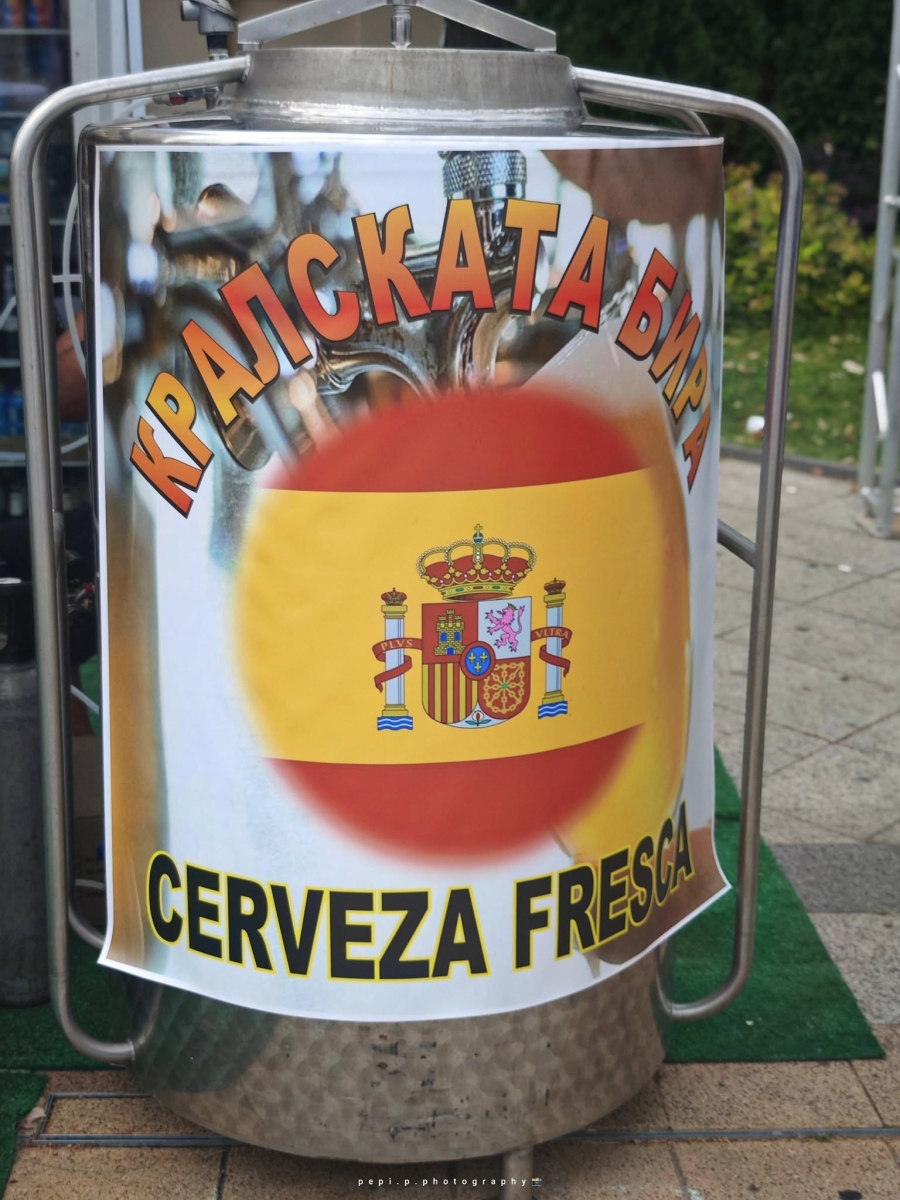 КРАЛСКАТА БИРА
PLVS VLTRA
CERVEZA FRESCA
pepi.p.photography